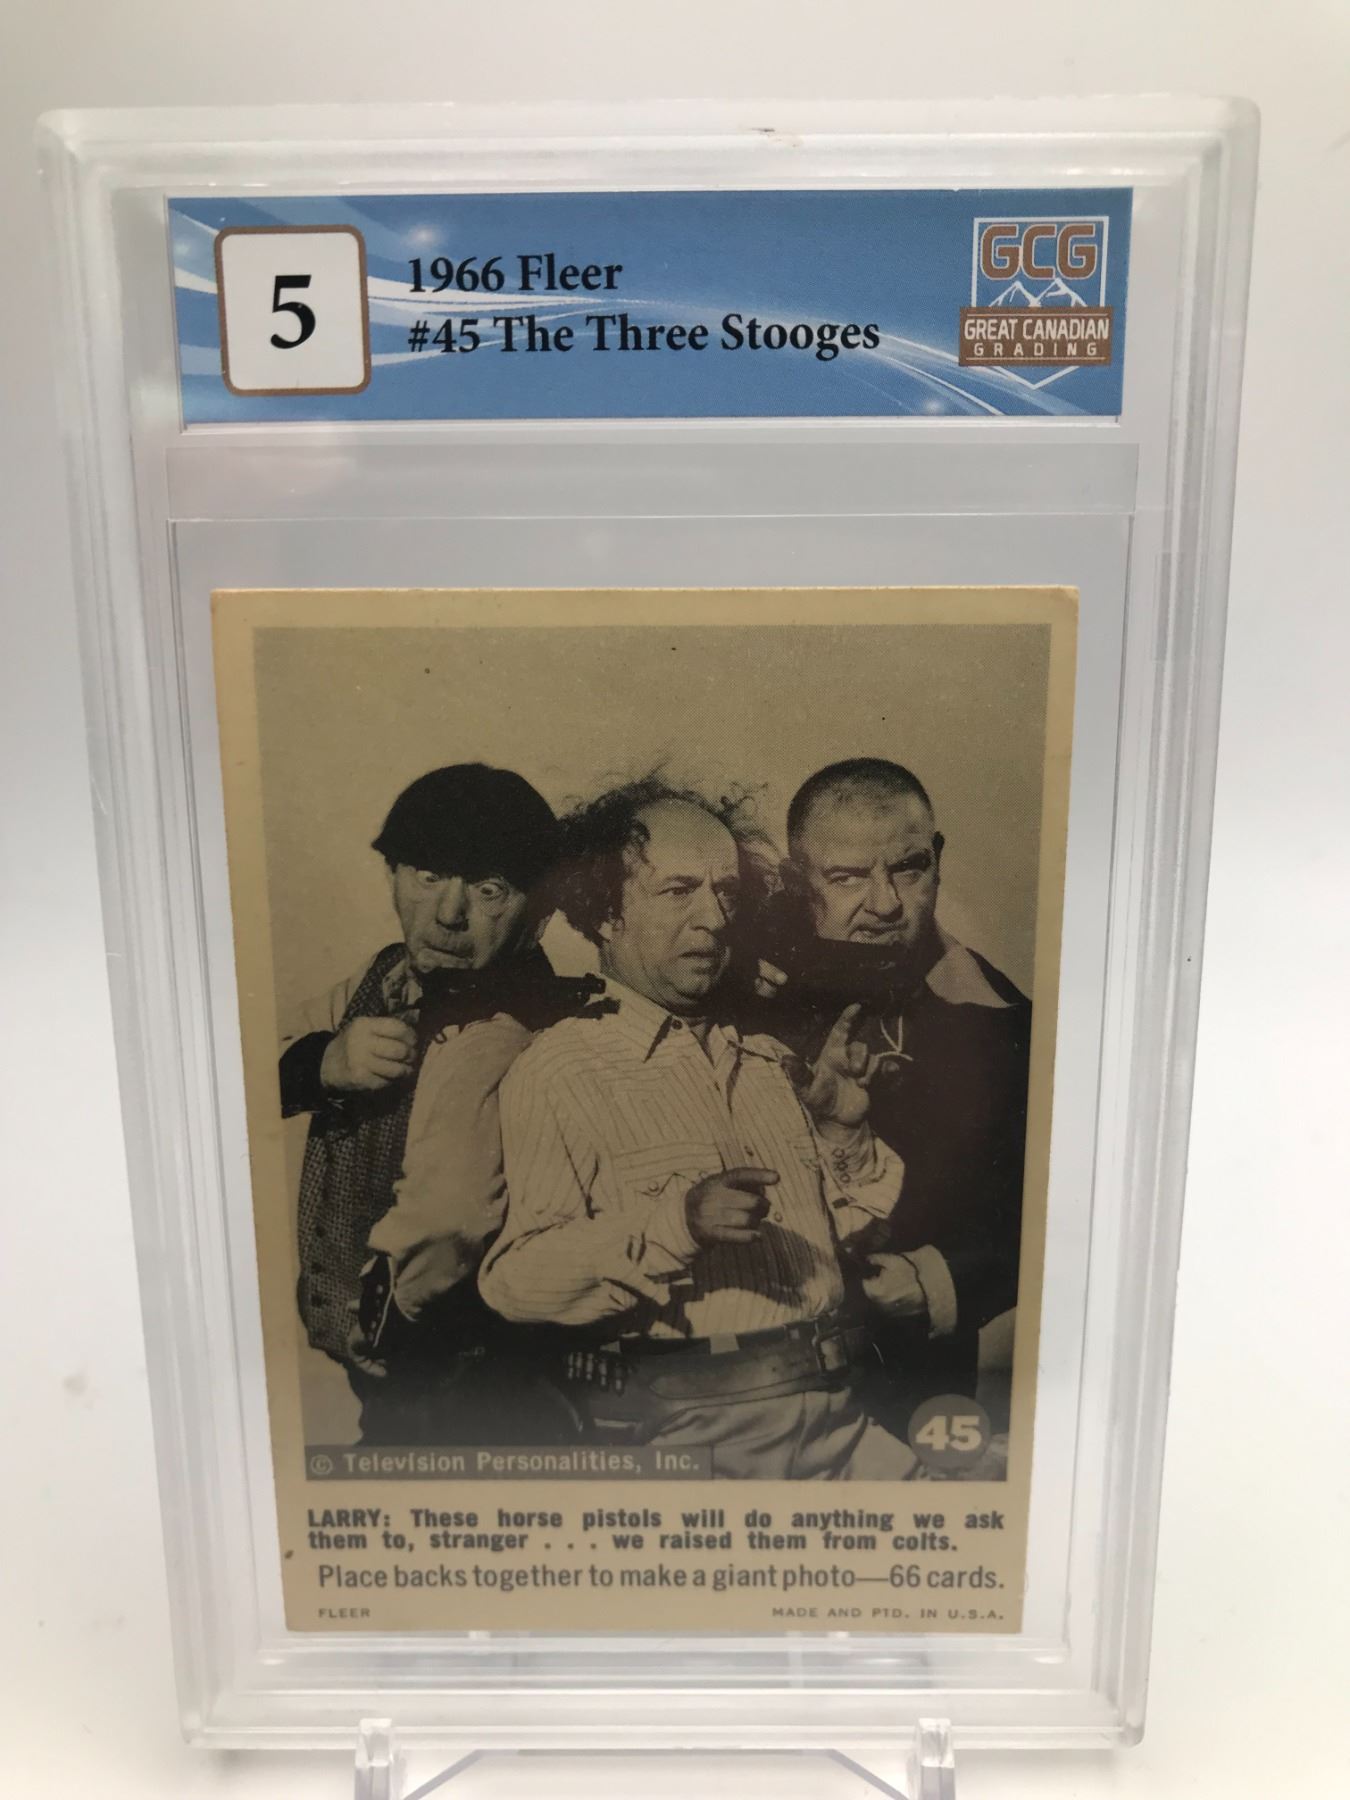 5
1966 Fleer
#45 The Three Stooges
GCG
GREAT CANADIAN
GRADING
45
© Television Personalities, Inc.
LARRY: These horse pistols will do anything we ask
them to, stranger . . . we raised them from colts.
Place backs together to make a giant photo—66 cards.
FLEER MADE AND PTD. IN U.S.A.